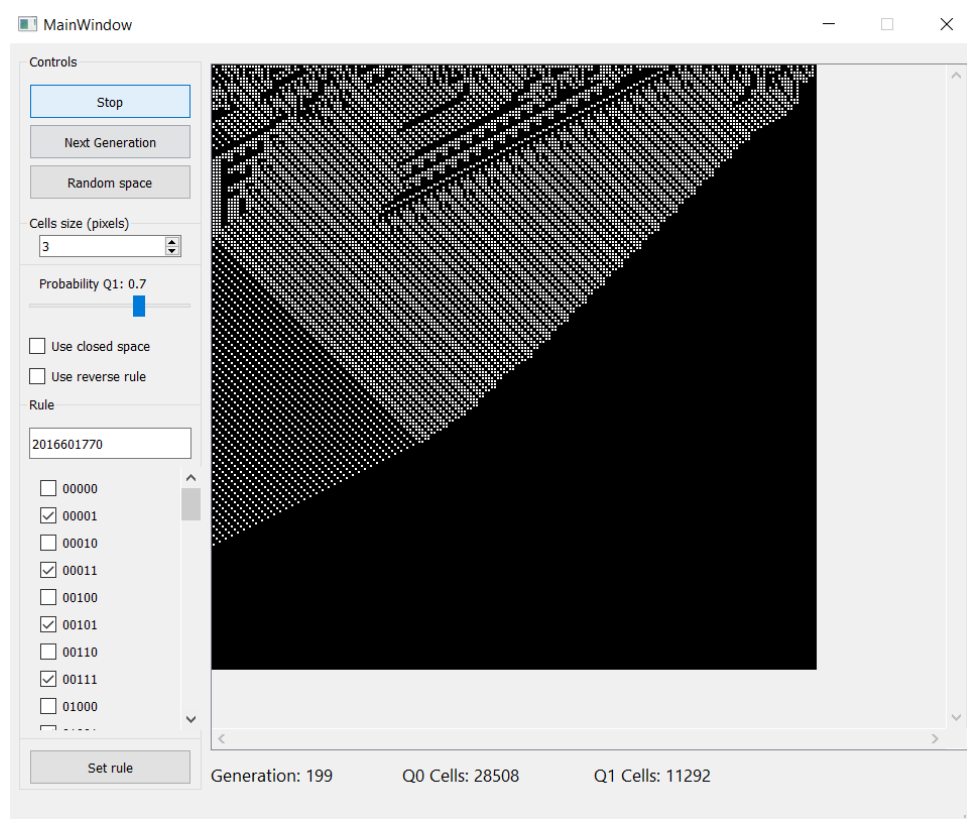 MainWindow
Controls
Stop
Next Generation
Random space
Cells size (pixels)
3
Probability Q1: 0.7
Use closed space
Use reverse rule
Rule
2016601770
00000
00001
00010
00011
00100
00101
00110
00111
01000
Set rule
Generation: 199 Q0 Cells: 28508 Q1 Cells: 11292